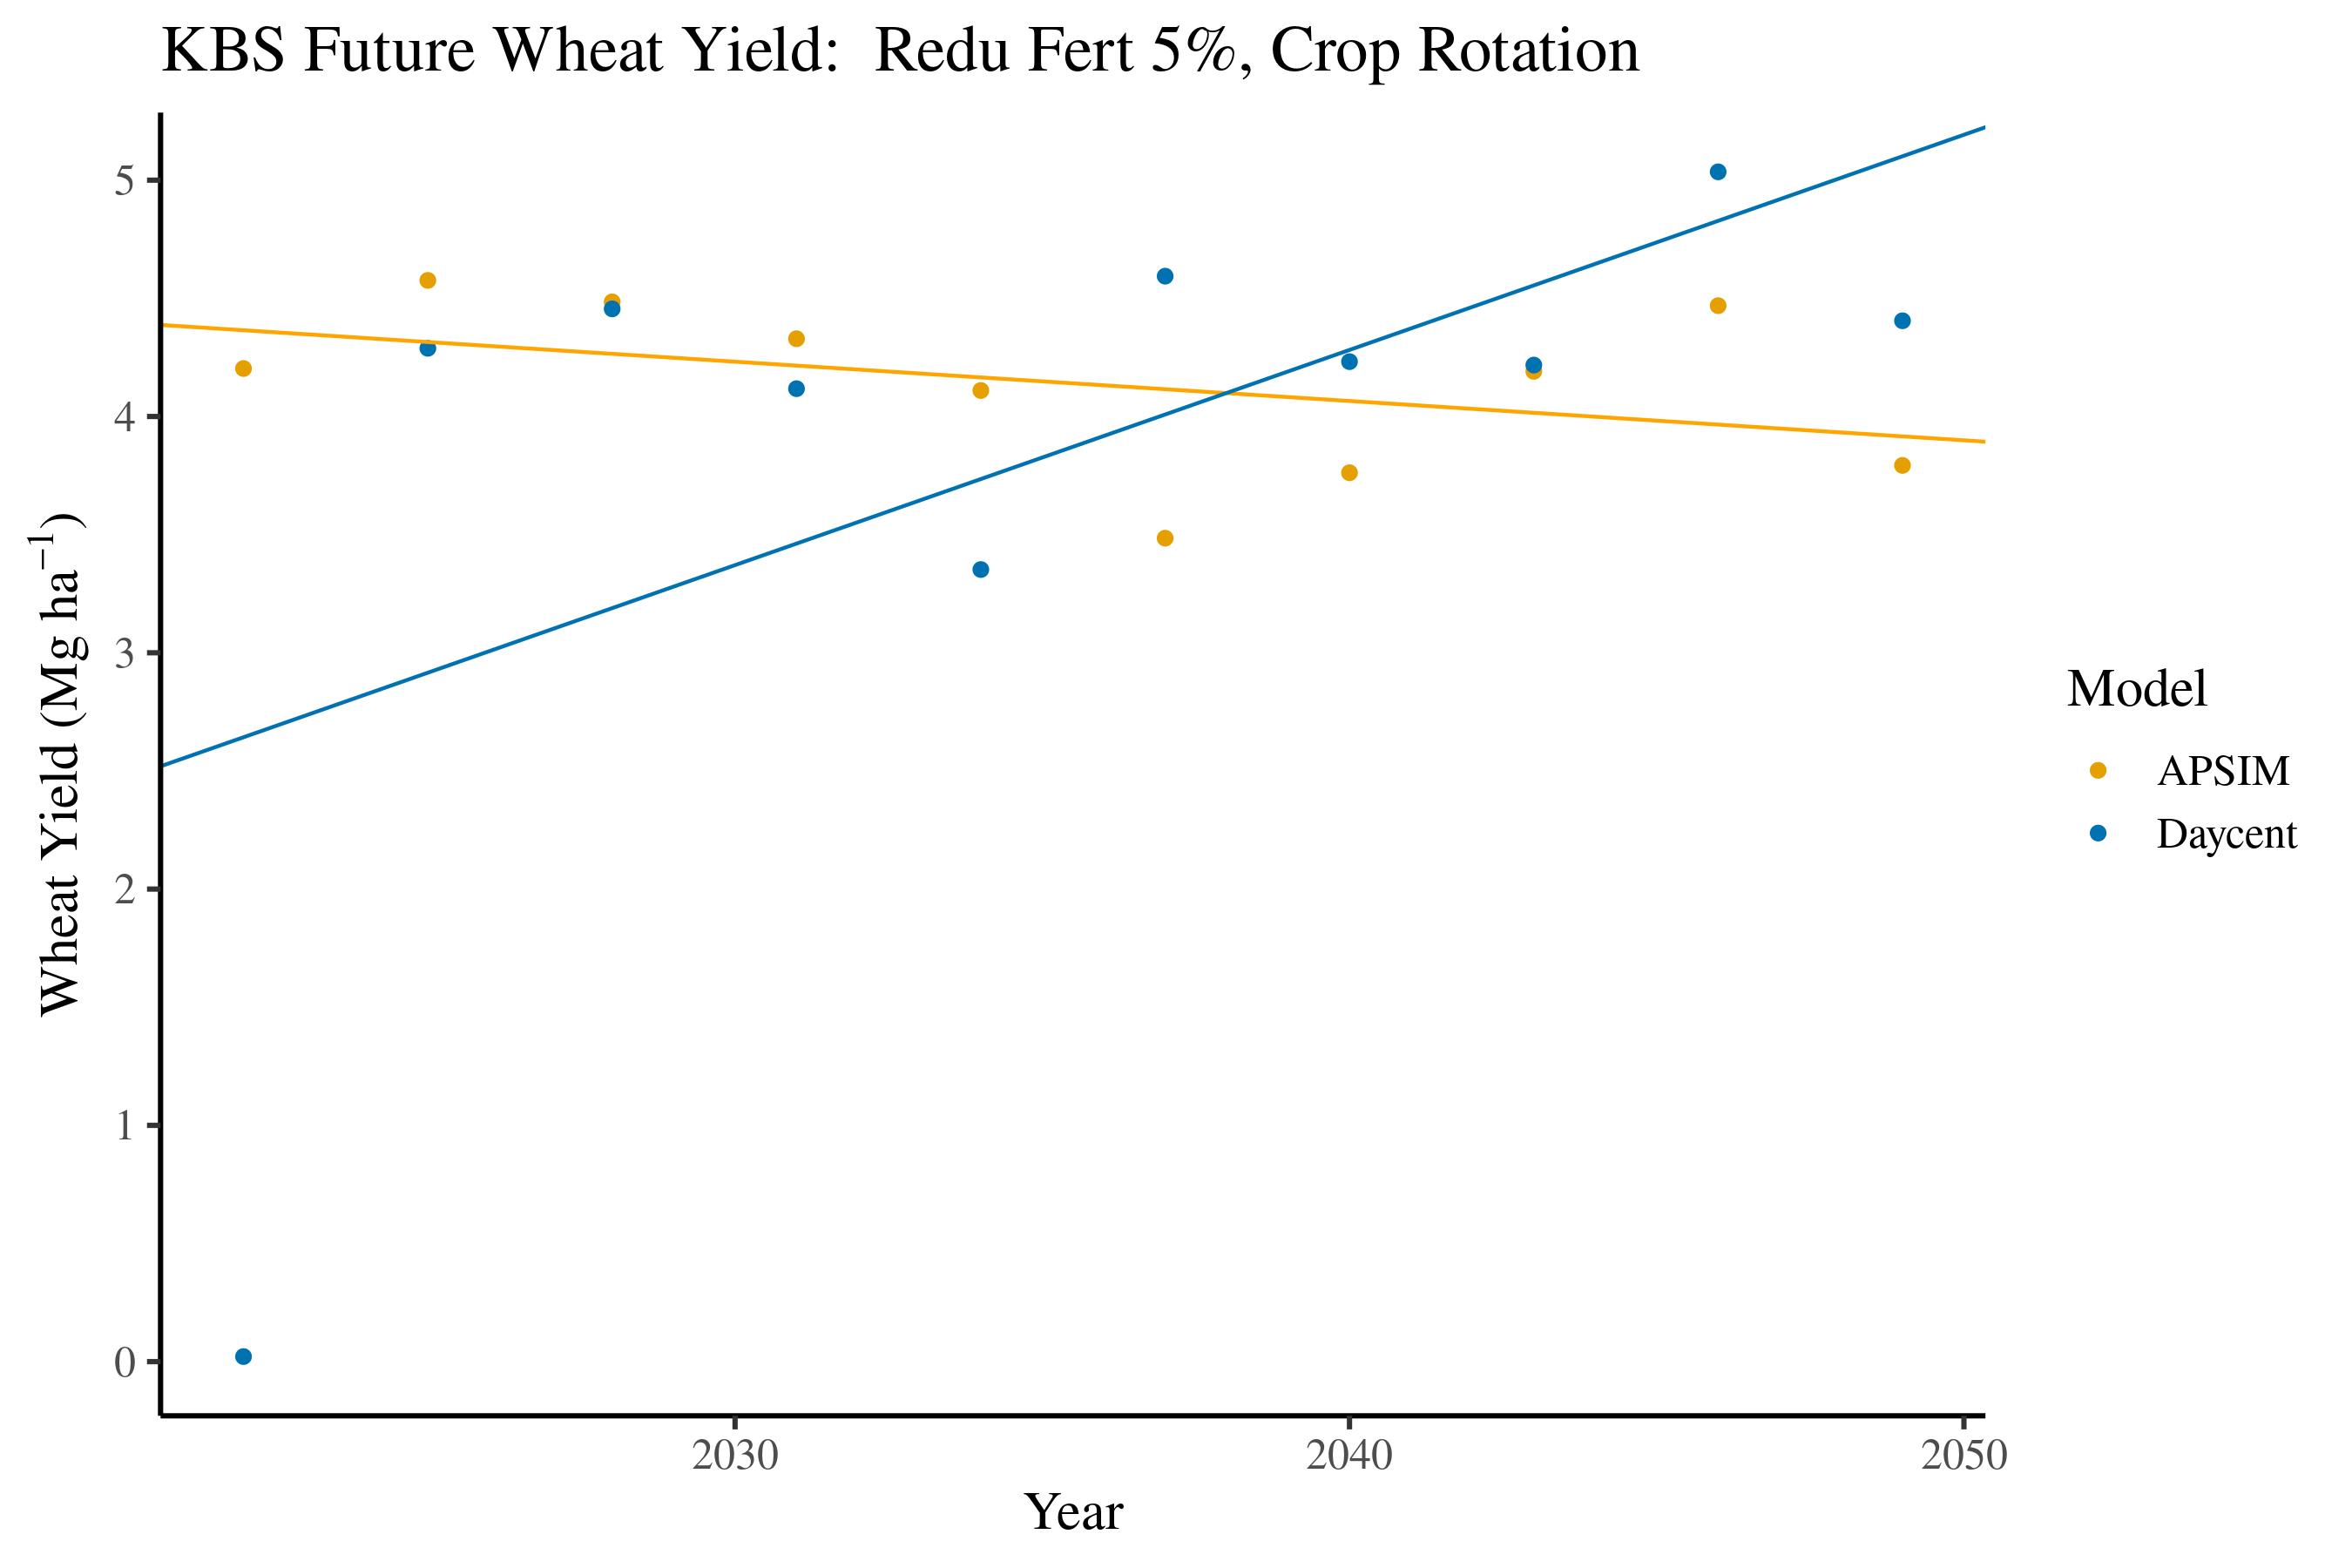 KBS Future Wheat Yield:  Redu Fert 5%, Crop Rotation
Wheat Yield (Mg ha⁻¹)
5
4
3
2
1
0
2030
2040
2050
Year
Model
APSIM
Daycent